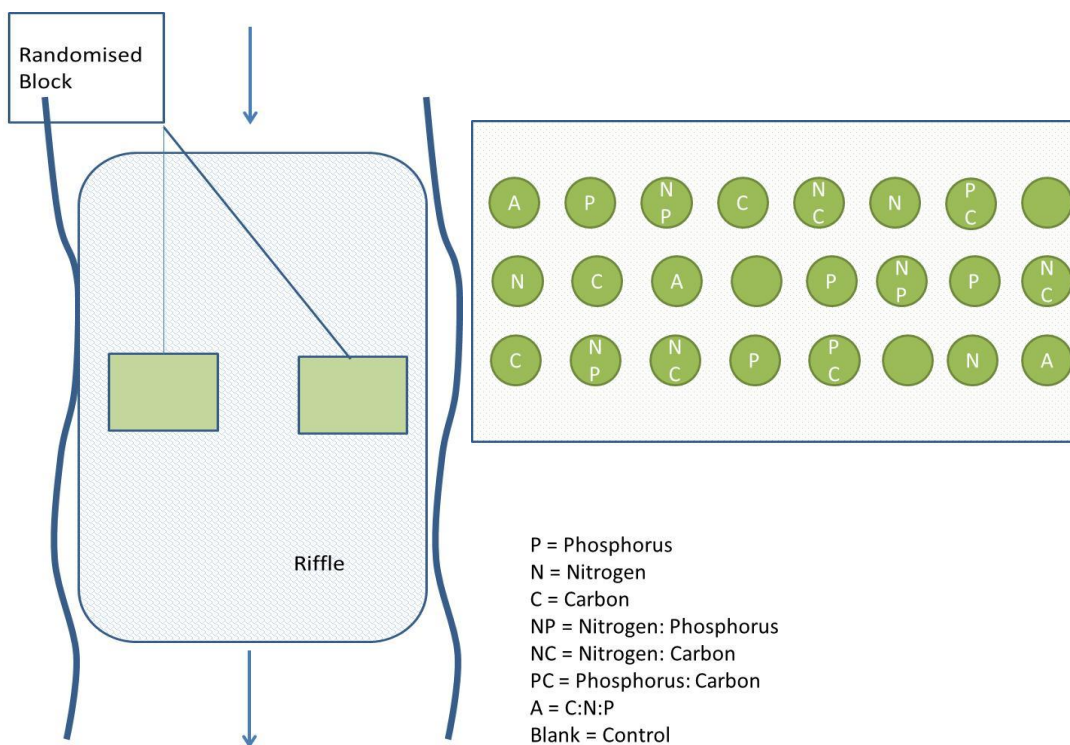 Randomised
Block
A P N P C N C N P C
N C A P N P P N C
C N P N C P P C N A
Riffle
P = Phosphorus
N = Nitrogen
C = Carbon
NP = Nitrogen: Phosphorus
NC = Nitrogen: Carbon
PC = Phosphorus: Carbon
A = C:N:P
Blank = Control